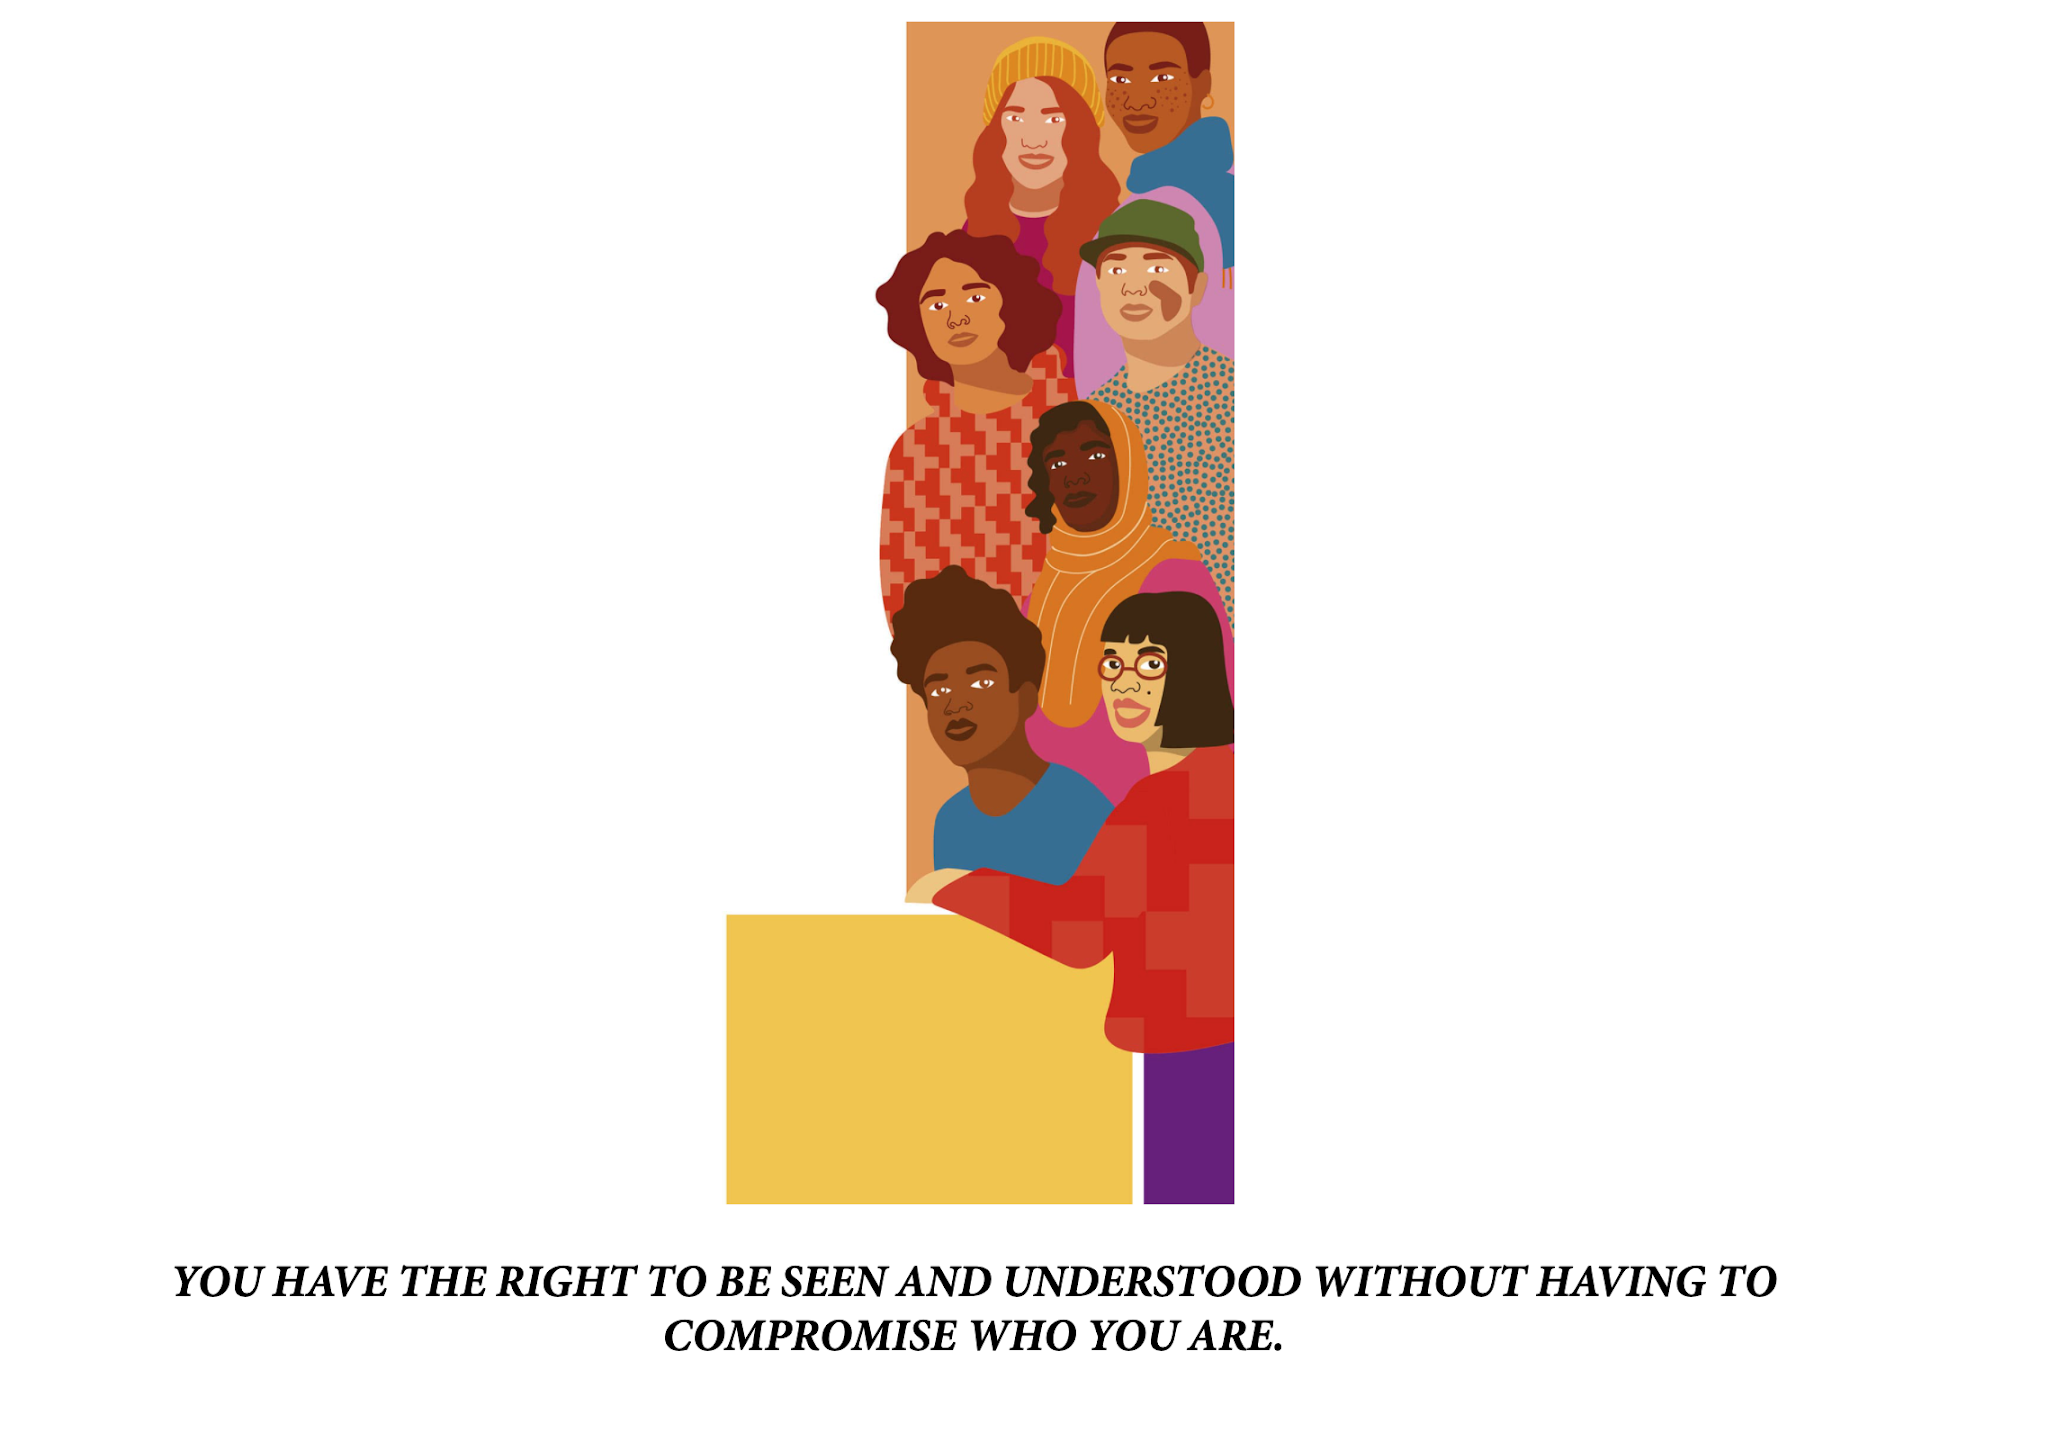 YOU HAVE THE RIGHT TO BE SEEN AND UNDERSTOOD WITHOUT HAVING TO
COMPROMISE WHO YOU ARE.